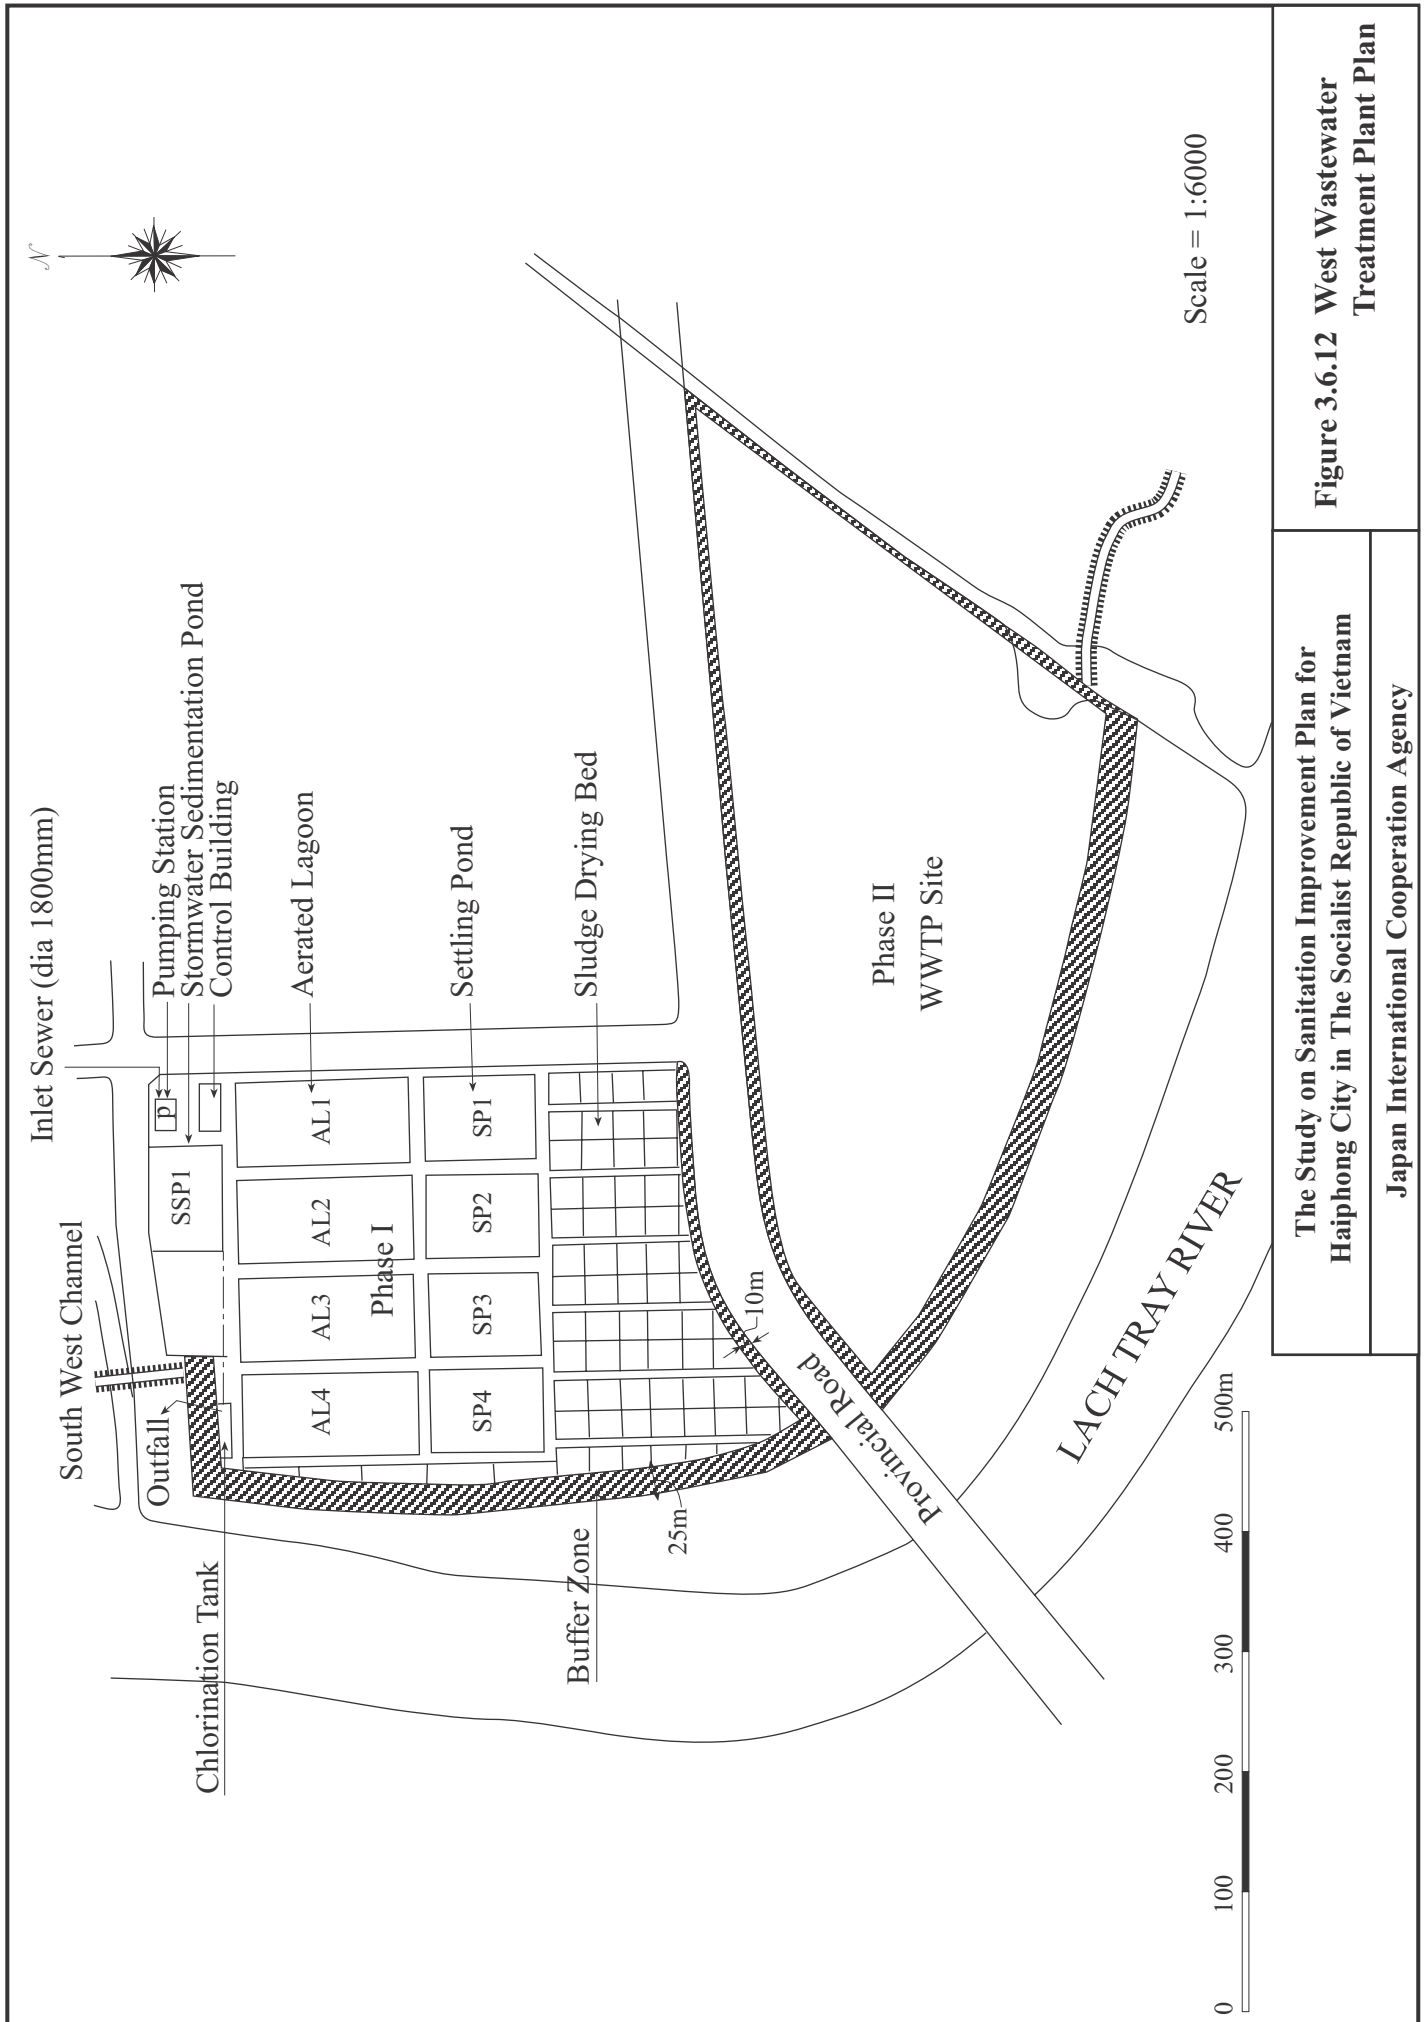 N
Inlet Sewer (dia 1800mm)
South West Channel
Pumping Station
Stormwater Sedimentation Pond
Control Building
Aerated Lagoon
Settling Pond
Sludge Drying Bed
Outfall
Chlorination Tank
Buffer Zone
p
SSP1
AL1
AL2
AL3
AL4
Phase I
SP1
SP2
SP3
SP4
25m
10m
Provincial Road
Phase II
WWTP Site
LACH TRAY RIVER
Scale = 1:6000
0 100 200 300 400 500m
The Study on Sanitation Improvement Plan for
Haiphong City in The Socialist Republic of Vietnam
Japan International Cooperation Agency
Figure 3.6.12 West Wastewater
Treatment Plant Plan